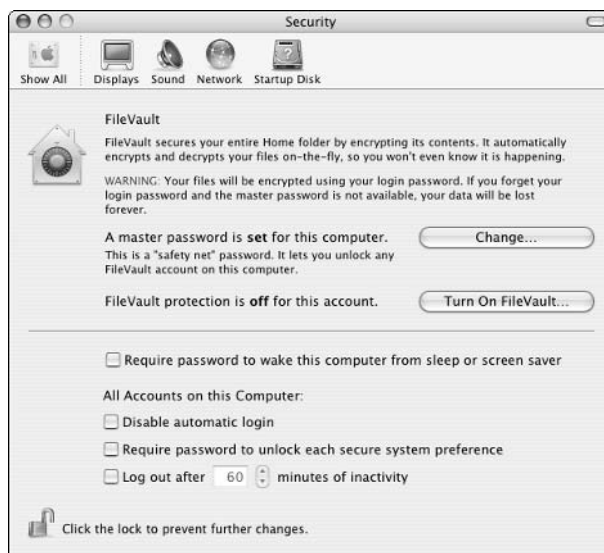 Security
Show All
Displays
Sound
Network
Startup Disk
FileVault
FileVault secures your entire Home folder by encrypting its contents. It automatically
encrypts and decrypts your files on-the-fly, so you won't even know it is happening.
WARNING: Your files will be encrypted using your login password. If you forget your
login password and the master password is not available, your data will be lost
forever.
A master password is set for this computer.
Change...
This is a "safety net" password. It lets you unlock any
FileVault account on this computer.
FileVault protection is off for this account.
Turn On FileVault...
Require password to wake this computer from sleep or screen saver
All Accounts on this Computer:
Disable automatic login
Require password to unlock each secure system preference
Log out after 60 minutes of inactivity
Click the lock to prevent further changes.